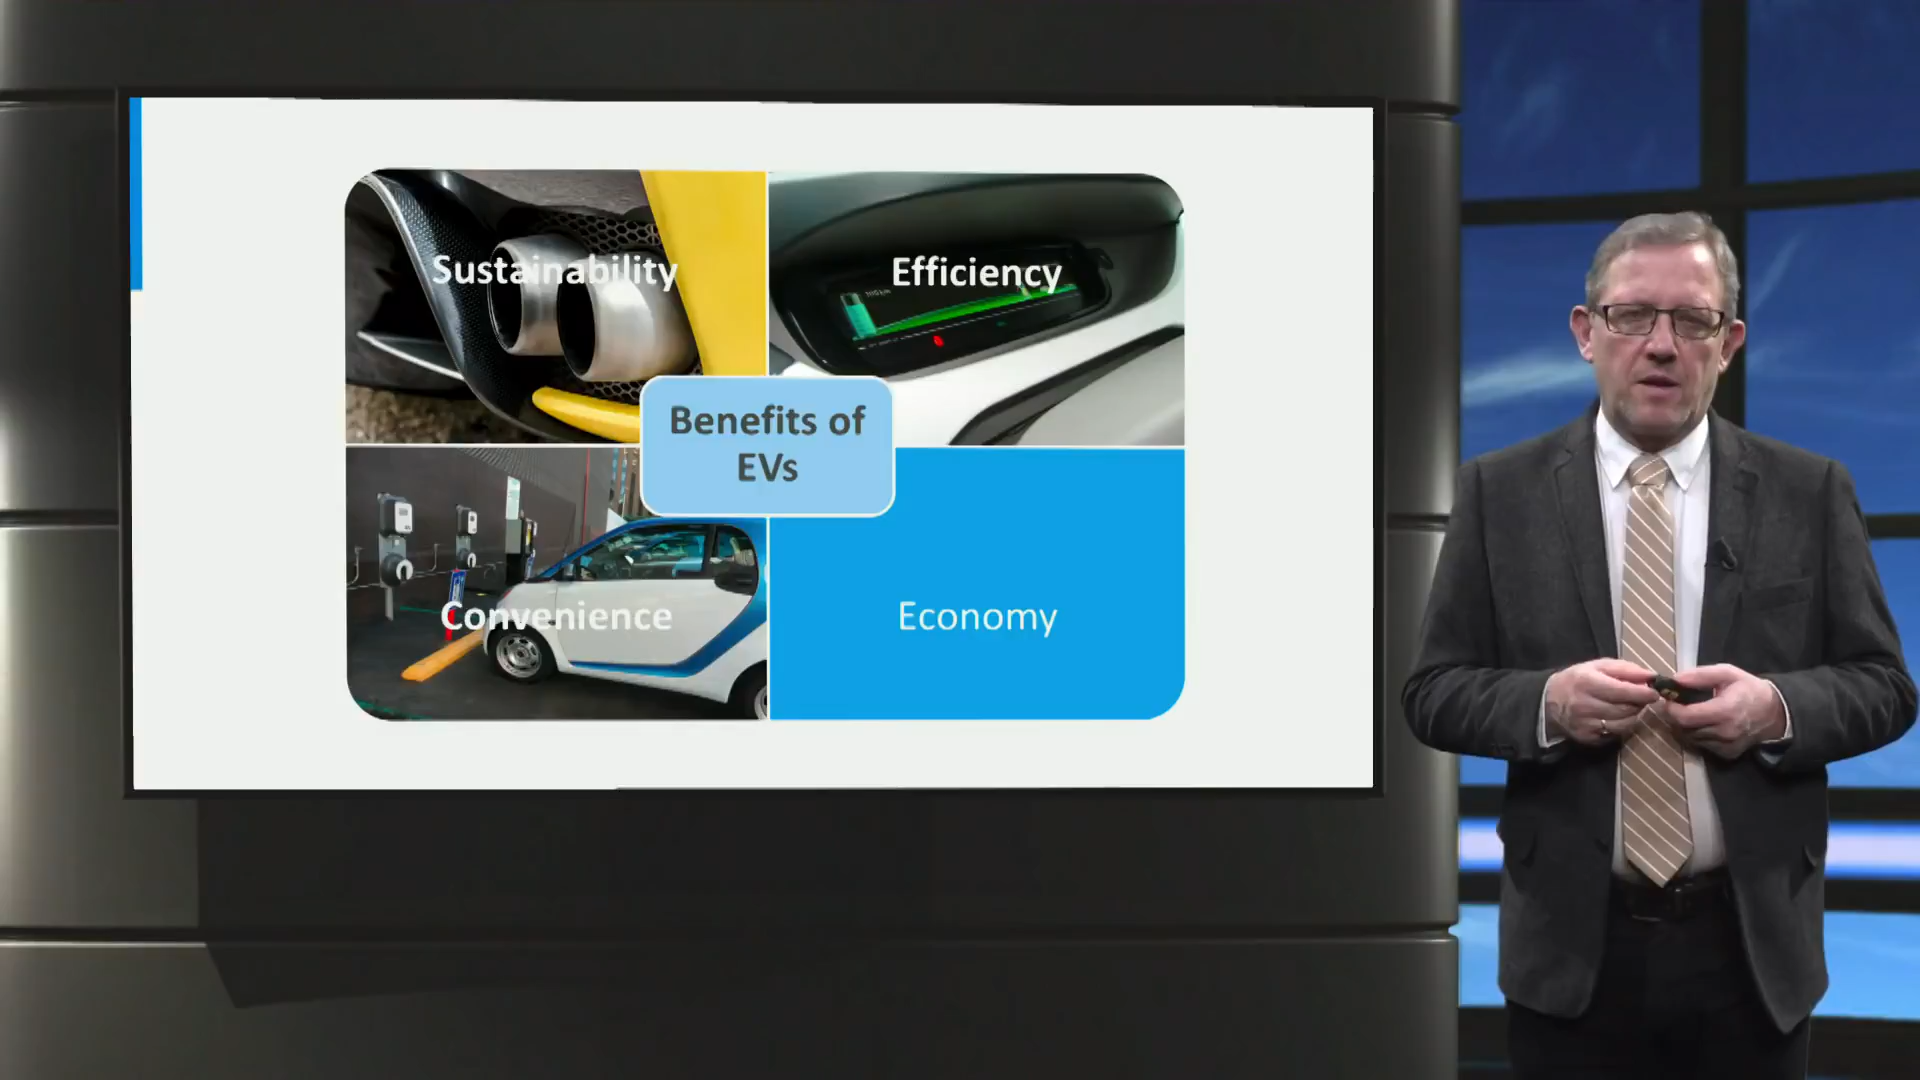 Sustainability
Efficiency
Benefits of
EVs
Convenience
Economy